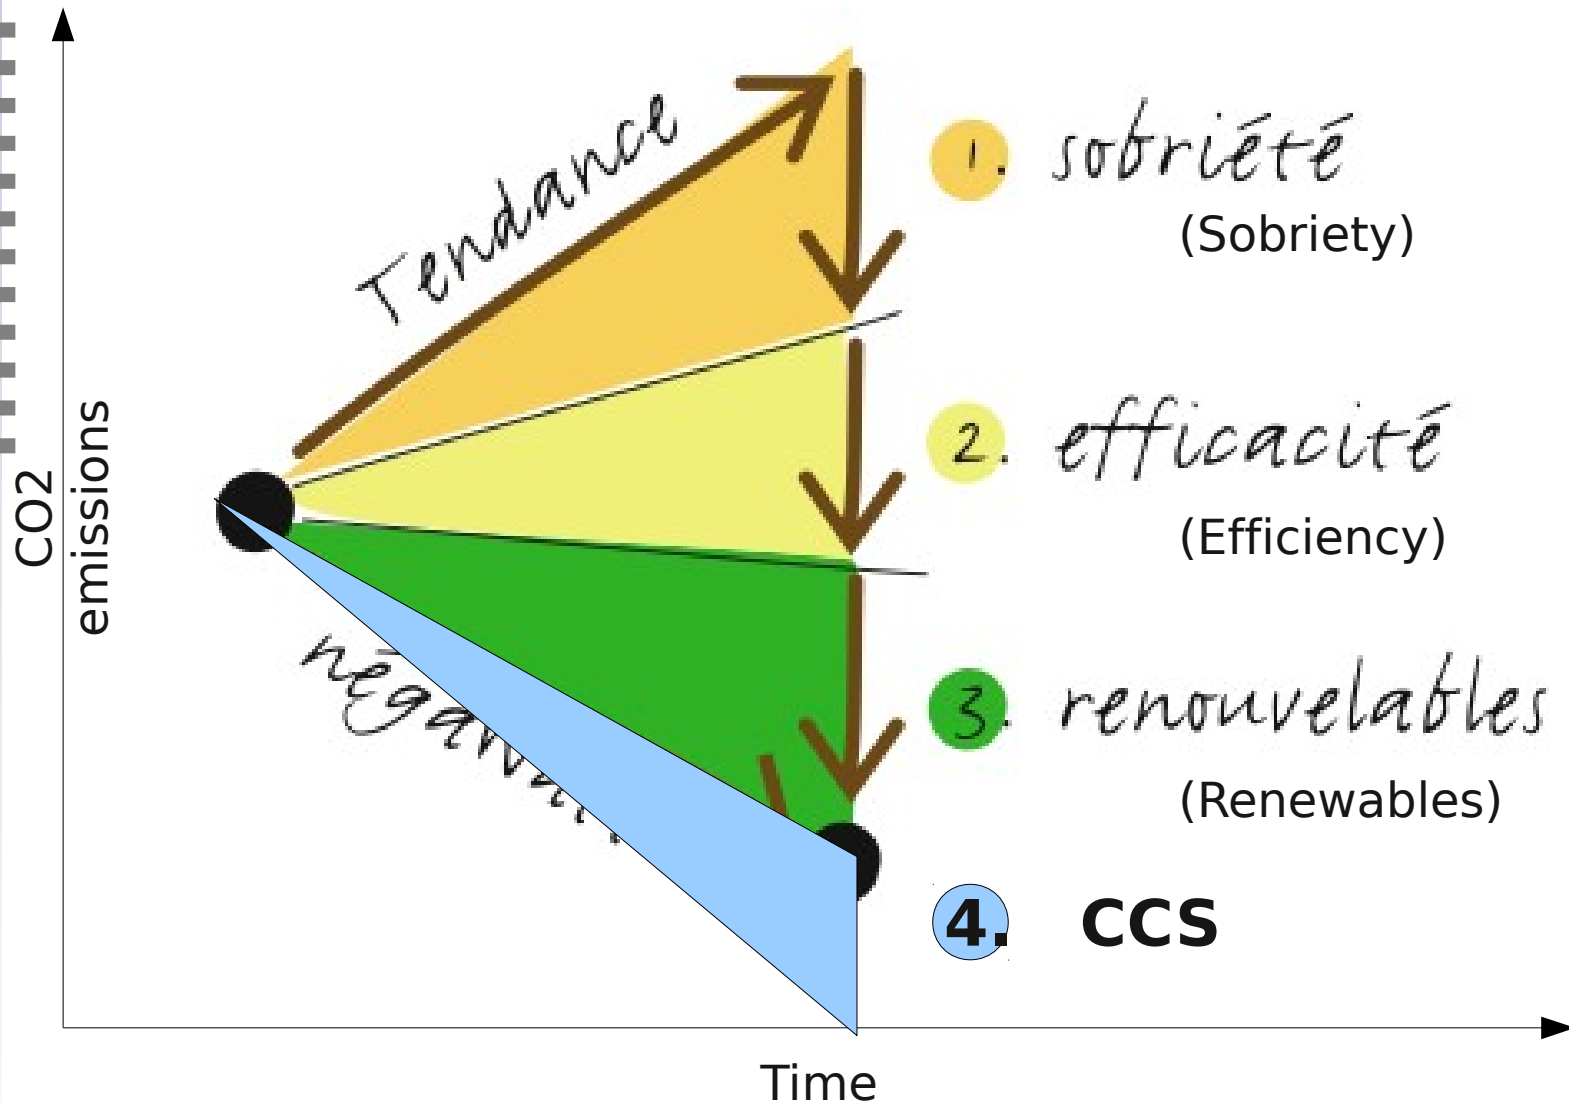 CO2
emissions
Tendance
1. sobriété
(Sobriety)
2. efficacité
(Efficiency)
3. renouvelables
(Renewables)
4. CCS
Time